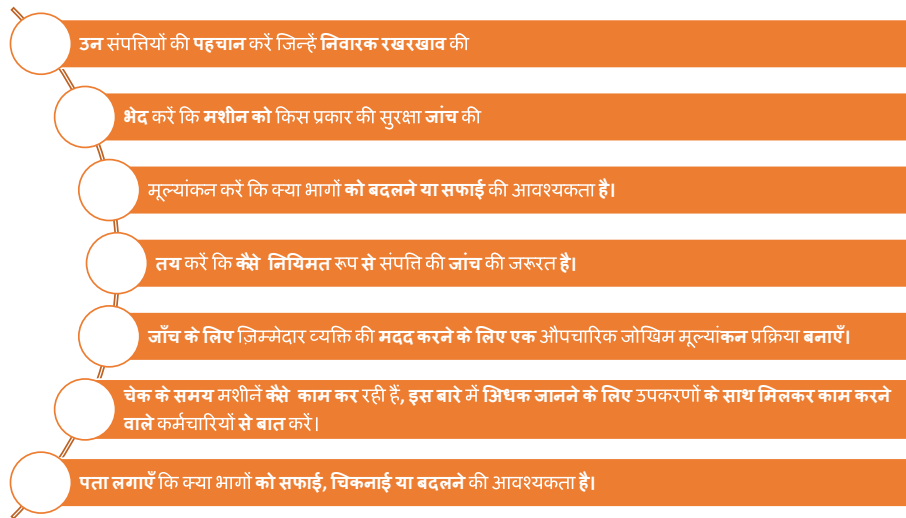 उन संपत्तियों की पहचान करें जिन्हें निवारक रखरखाव की
भेद करें कि मशीन को किस प्रकार की सुरक्षा जांच की
मूल्यांकन करें कि क्या भागों को बदलने या सफाई की आवश्यकता है।
तय करें कि कैसे नियिमत रूप से संपत्ति की जांच की जरूरत है।
जाँच के लिए ज़िम्मेदार व्यक्ति की मदद करने के लिए एक औपचारिक जोखिम मूल्यांकन प्रक्रिया बनाएँ।
चेक के समय मशीनें कैसे काम कर रही हैं, इस बारे में अिधक जानने के लिए उपकरणों के साथ मिलकर काम करने
वाले कर्मचारियों से बात करें।
पता लगाएँ कि क्या भागों को सफाई, चिकनाई या बदलने की आवश्यकता है।